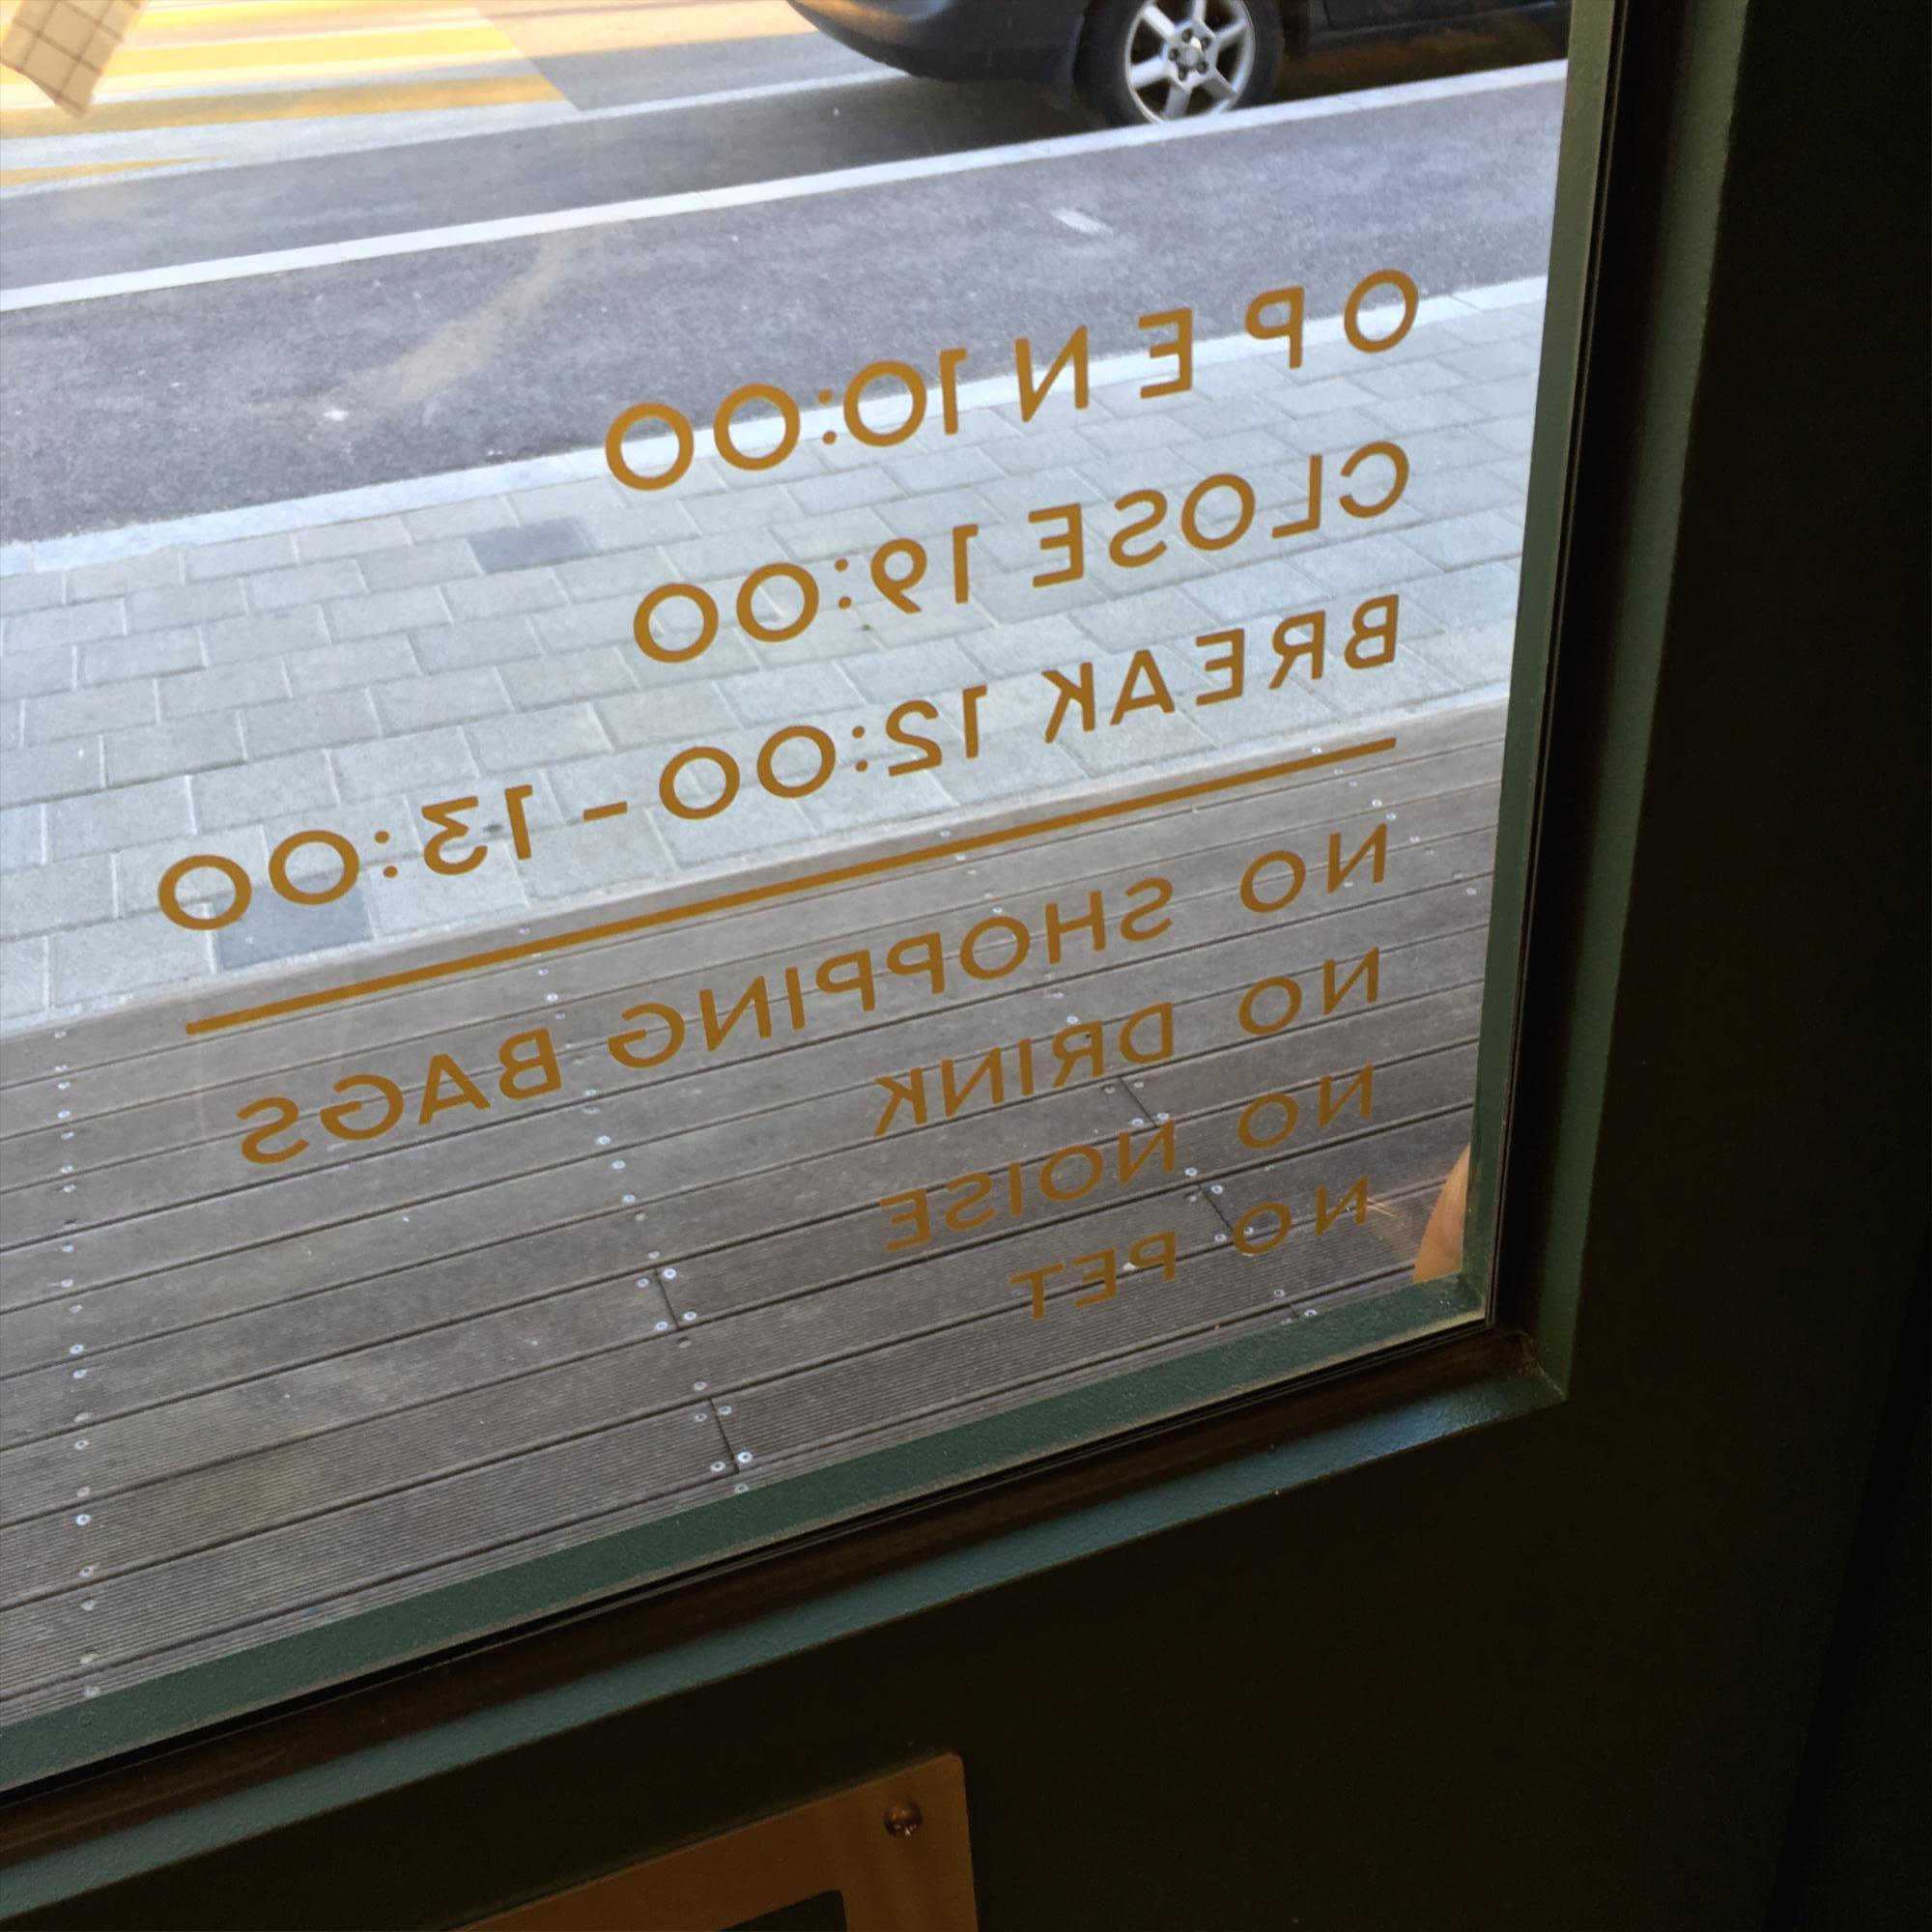 OPEN 10:00
CLOSE 19:00
BREAK 12:00 - 13:00
NO SHOPPING BAGS
NO DRINK
NO NOISE
NO PET